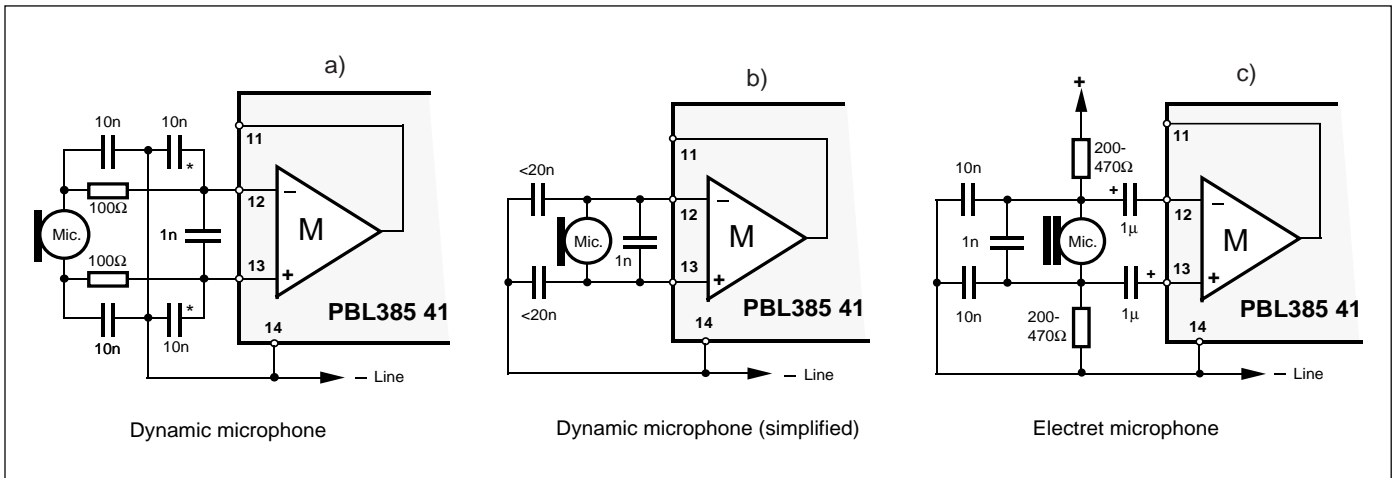 a)
10n
10n
*
11
100Ω
12
−
Mic.
1n
M
100Ω
13
+
*
PBL385 41
10n
10n
14
− Line
Dynamic microphone
b)
11
<20n
12
−
Mic.
1n
M
13
+
PBL385 41
<20n
14
− Line
Dynamic microphone (simplified)
c)
+
11
200-
470Ω
10n
+
12
−
1µ
1n
Mic.
M
13
+
+
10n
1µ
PBL385 41
200-
470Ω
14
− Line
Electret microphone